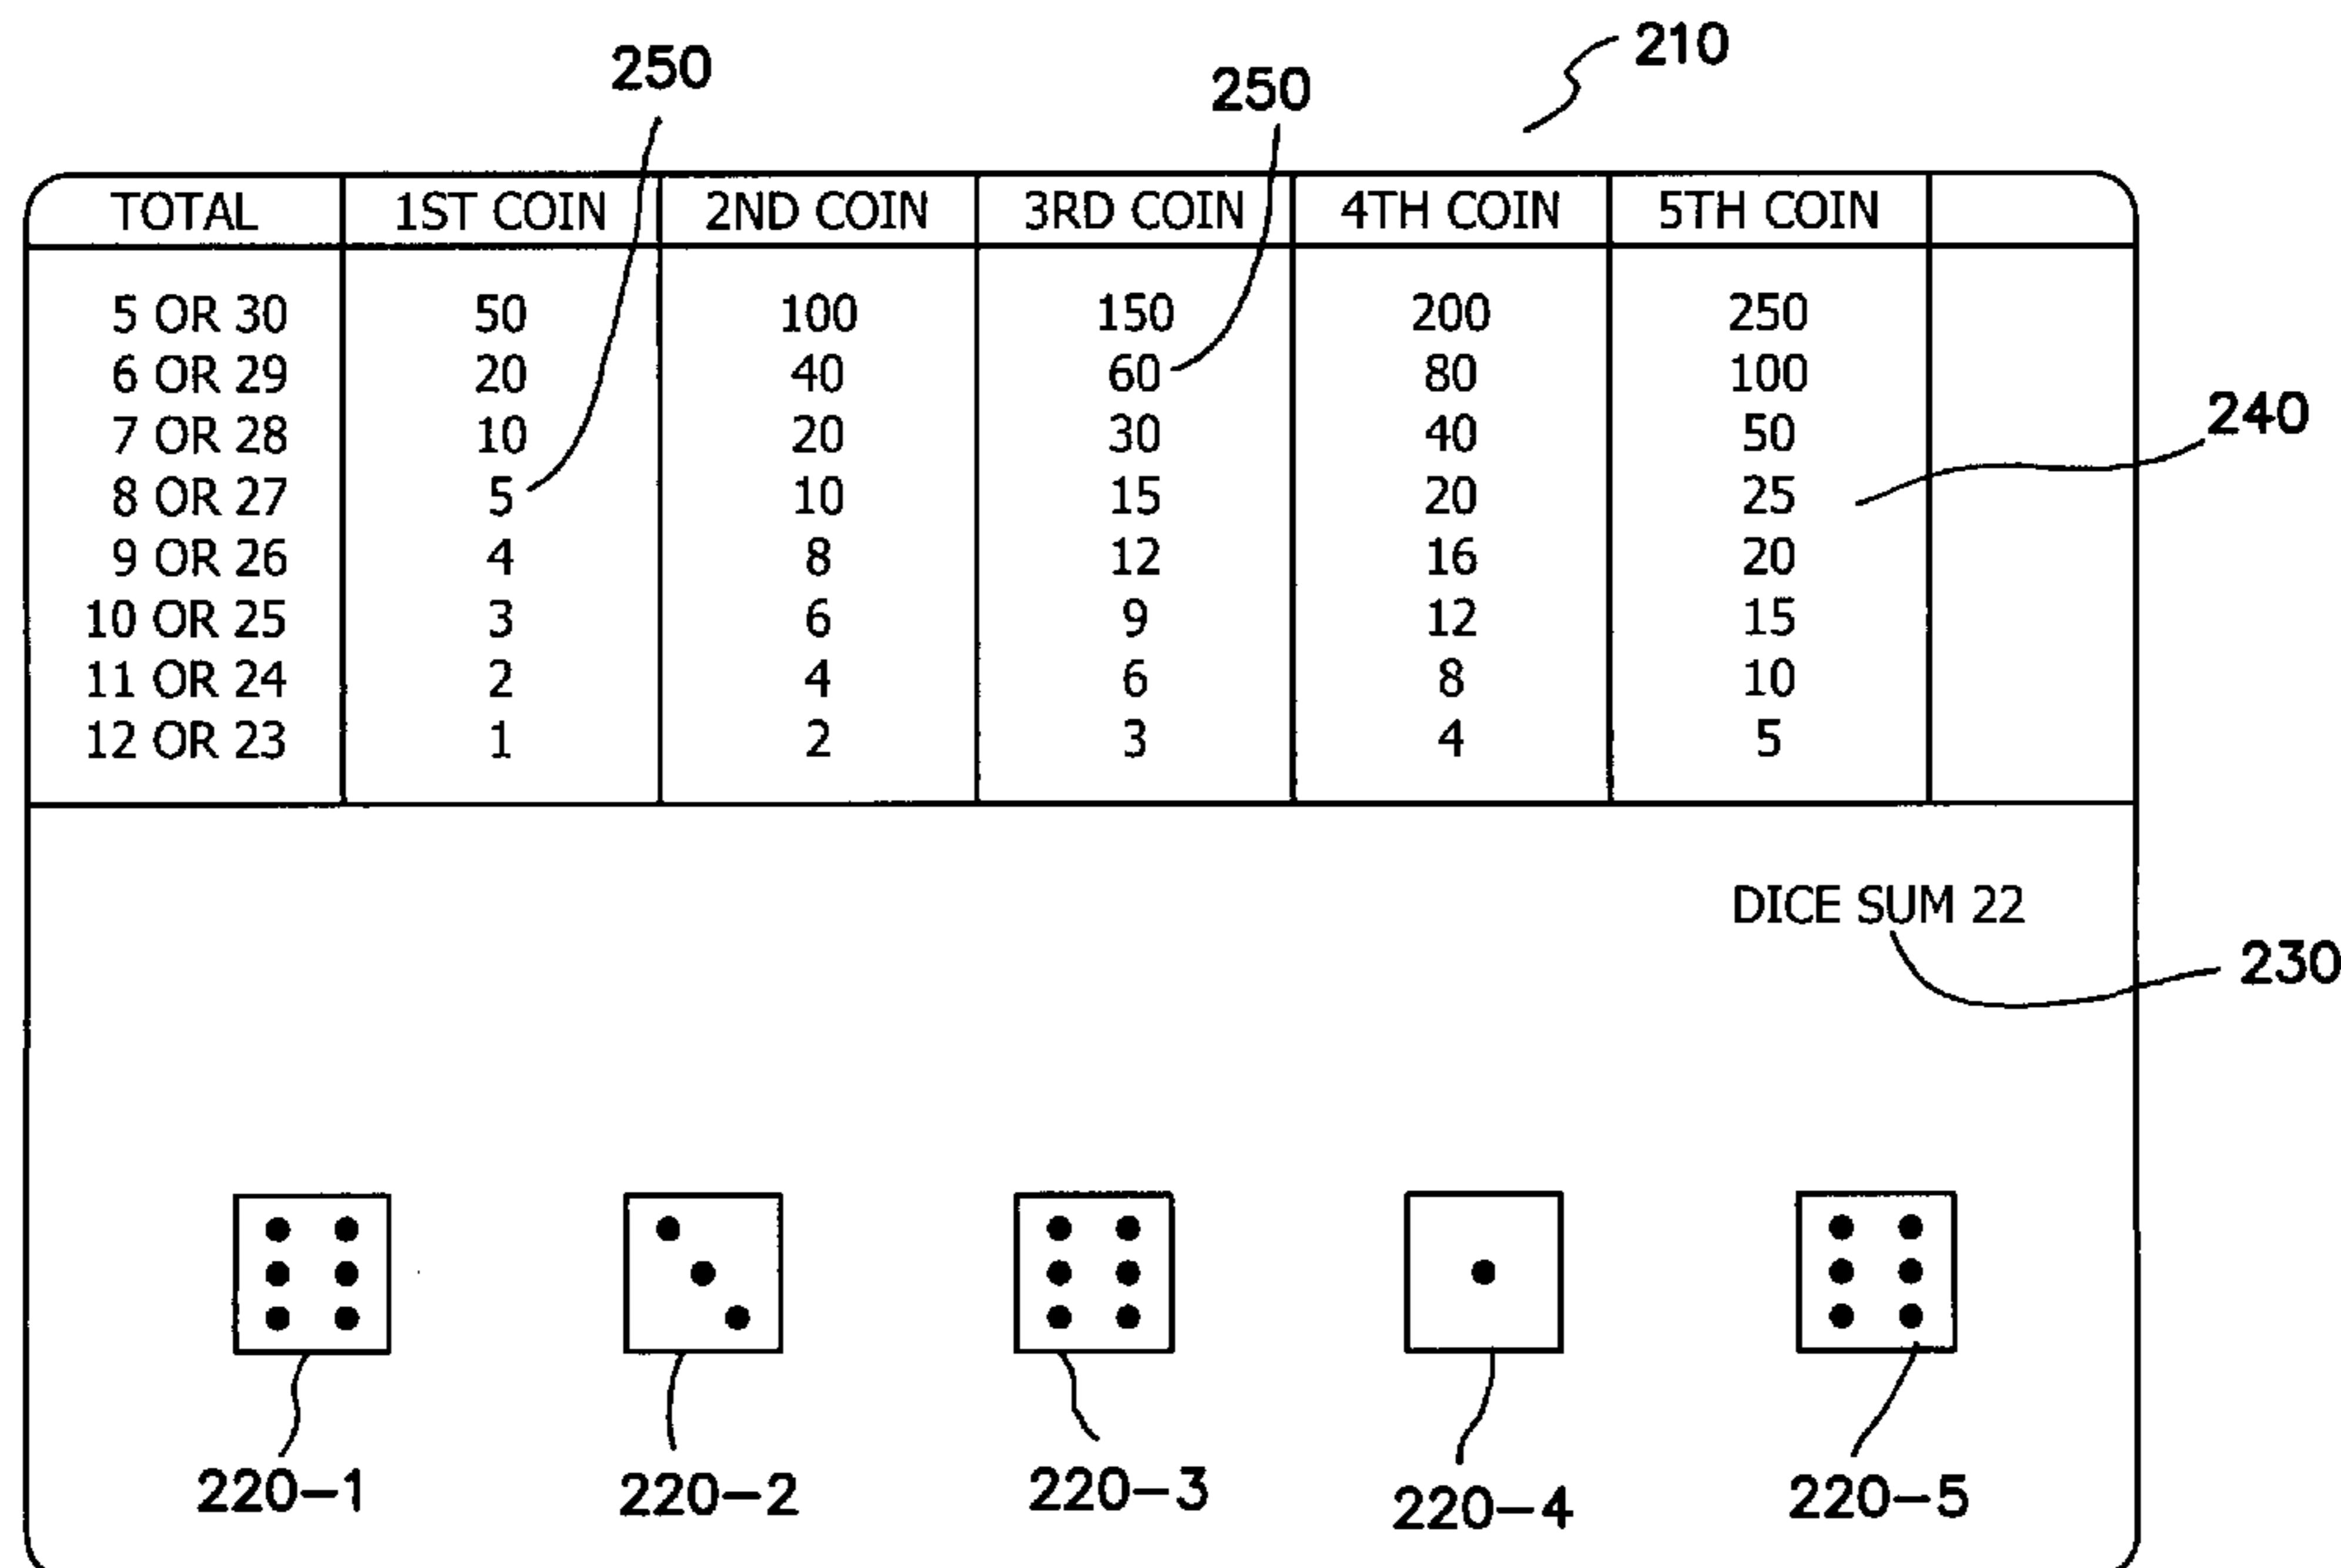 210
250 250
TOTAL 1ST COIN 2ND COIN 3RD COIN 4TH COIN 5TH COIN
5 OR 30 50 100 150 200 250
6 OR 29 20 40 60 80 100
7 OR 28 10 20 30 40 50
240
8 OR 27 5 10 15 20 25
9 OR 26 4 8 12 16 20
10 OR 25 3 6 9 12 15
11 OR 24 2 4 6 8 10
12 OR 23 1 2 3 4 5
DICE SUM 22
230
220-1 220-2 220-3 220-4 220-5